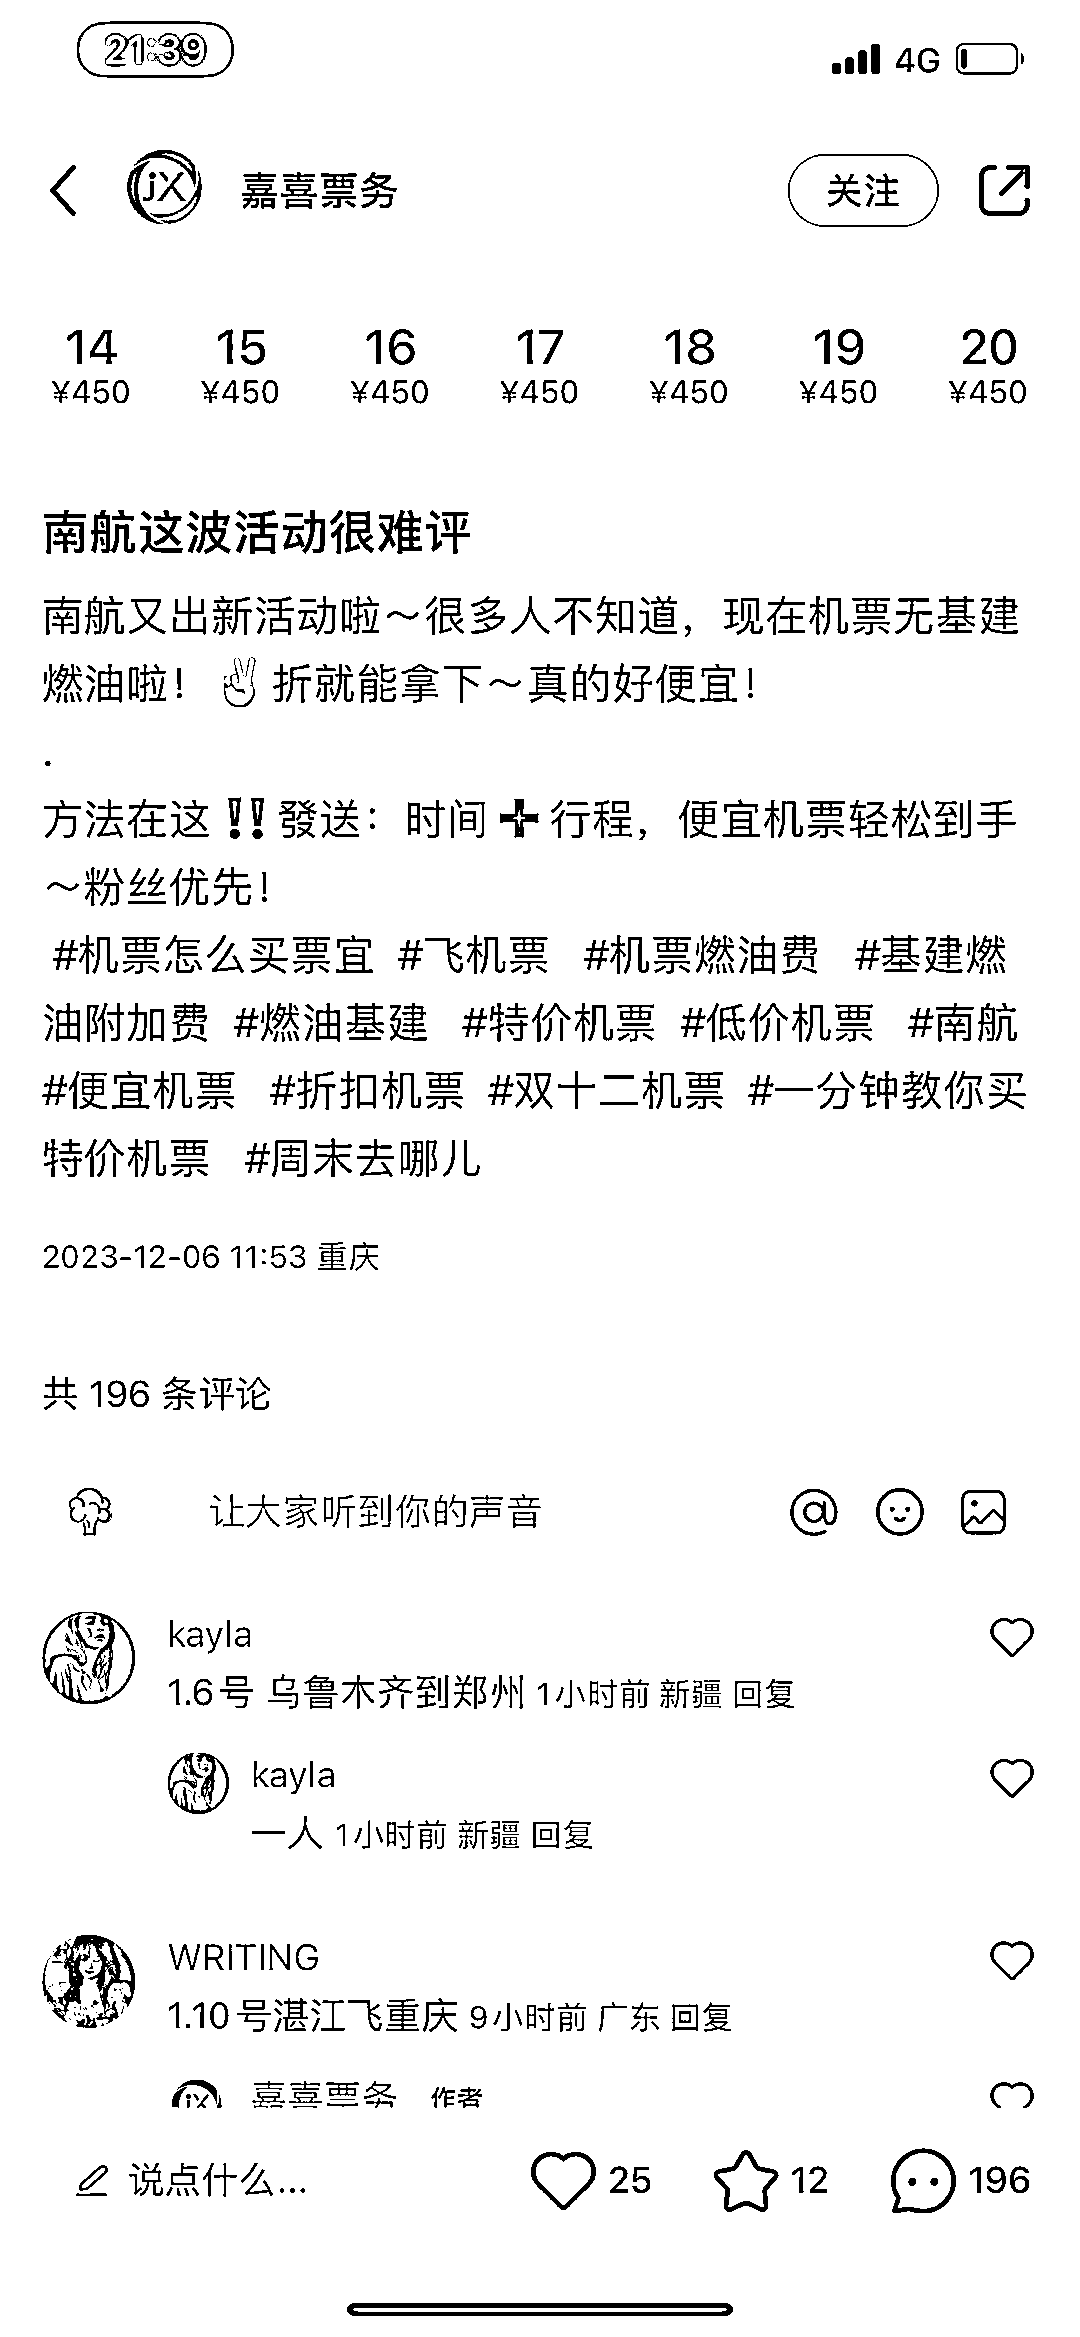 21:39
4G
jX 嘉喜票务 关注
14 15 16 17 18 19 20
¥450 ¥450 ¥450 ¥450 ¥450 ¥450 ¥450
南航这波活动很难评
南航又出新活动啦～很多人不知道，现在机票无基建
燃油啦！✌️折就能拿下～真的好便宜！
.
方法在这‼️發送：时间➕行程，便宜机票轻松到手
～粉丝优先！
#机票怎么买票宜 #飞机票 #机票燃油费 #基建燃
油附加费 #燃油基建 #特价机票 #低价机票 #南航
#便宜机票 #折扣机票 #双十二机票 #一分钟教你买
特价机票 #周末去哪儿
2023-12-06 11:53 重庆
共 196 条评论
让大家听到你的声音
kayla
1.6号 乌鲁木齐到郑州 1小时前 新疆 回复
kayla
一人 1小时前 新疆 回复
WRITING
1.10号湛江飞重庆 9小时前 广东 回复
jX 嘉喜票务 作者
说点什么... 25 12 196